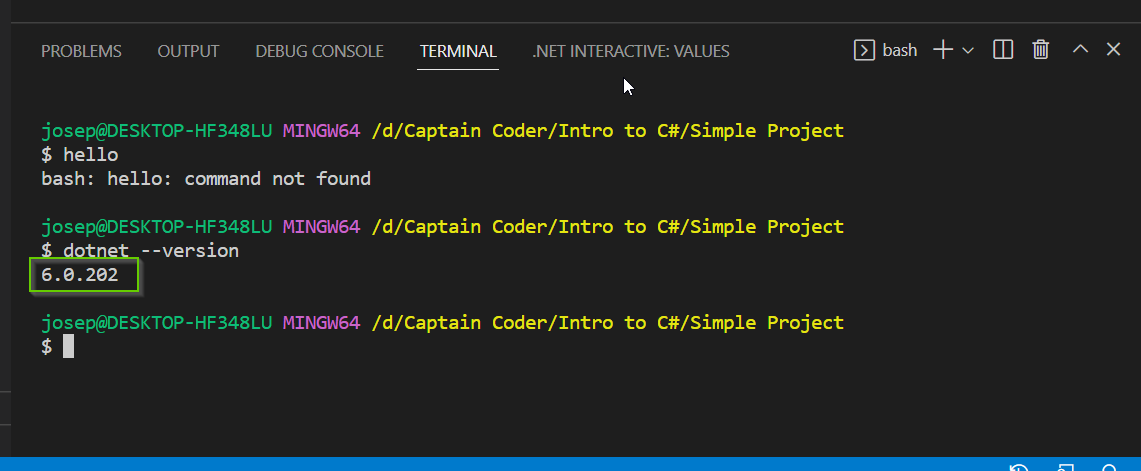 PROBLEMS OUTPUT DEBUG CONSOLE TERMINAL .NET INTERACTIVE: VALUES bash
josep@DESKTOP-HF348LU MINGW64 /d/Captain Coder/Intro to C#/Simple Project
$ hello
bash: hello: command not found
josep@DESKTOP-HF348LU MINGW64 /d/Captain Coder/Intro to C#/Simple Project
$ dotnet --version
6.0.202
josep@DESKTOP-HF348LU MINGW64 /d/Captain Coder/Intro to C#/Simple Project
$